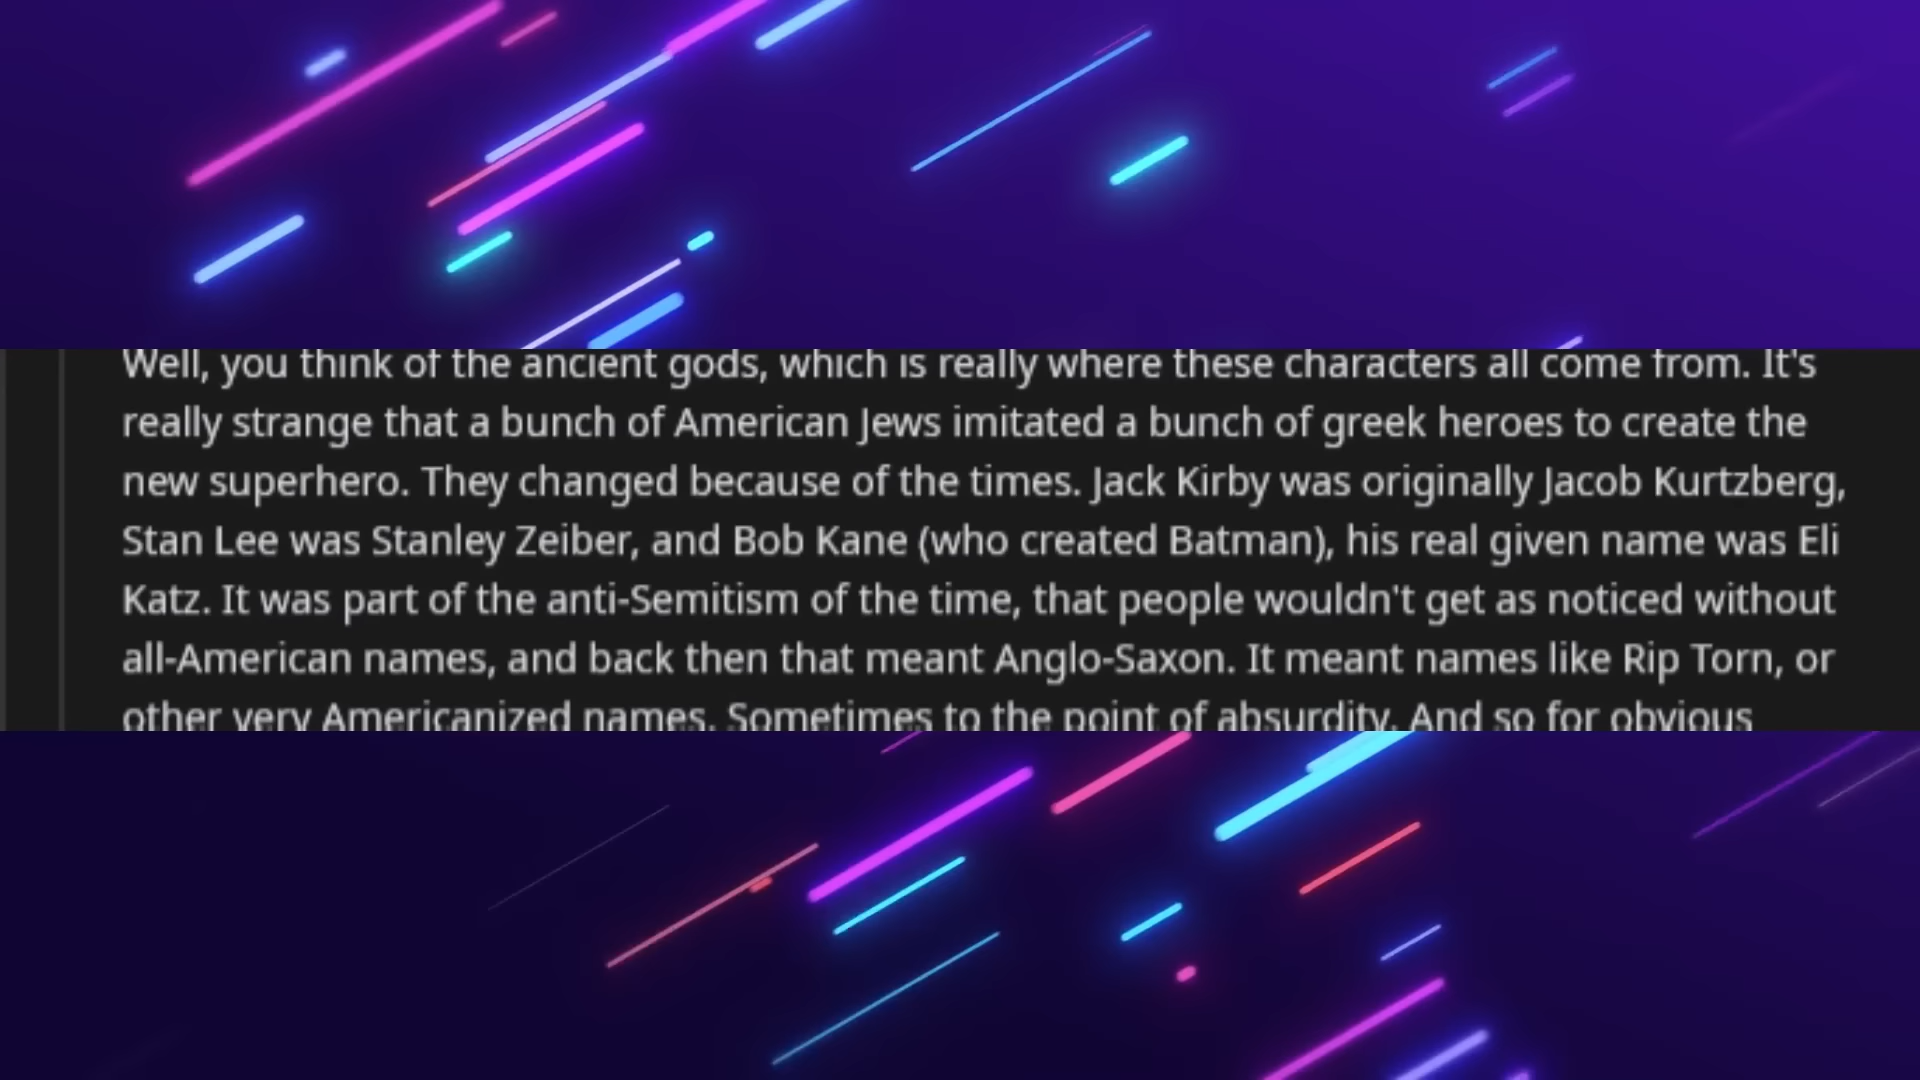 Well, you think of the ancient gods, which is really where these characters all come from. It's
really strange that a bunch of American Jews imitated a bunch of greek heroes to create the
new superhero. They changed because of the times. Jack Kirby was originally Jacob Kurtzberg,
Stan Lee was Stanley Zeiber, and Bob Kane (who created Batman), his real given name was Eli
Katz. It was part of the anti-Semitism of the time, that people wouldn't get as noticed without
all-American names, and back then that meant Anglo-Saxon. It meant names like Rip Torn, or
other very Americanized names. Sometimes to the point of absurdity. And so for obvious